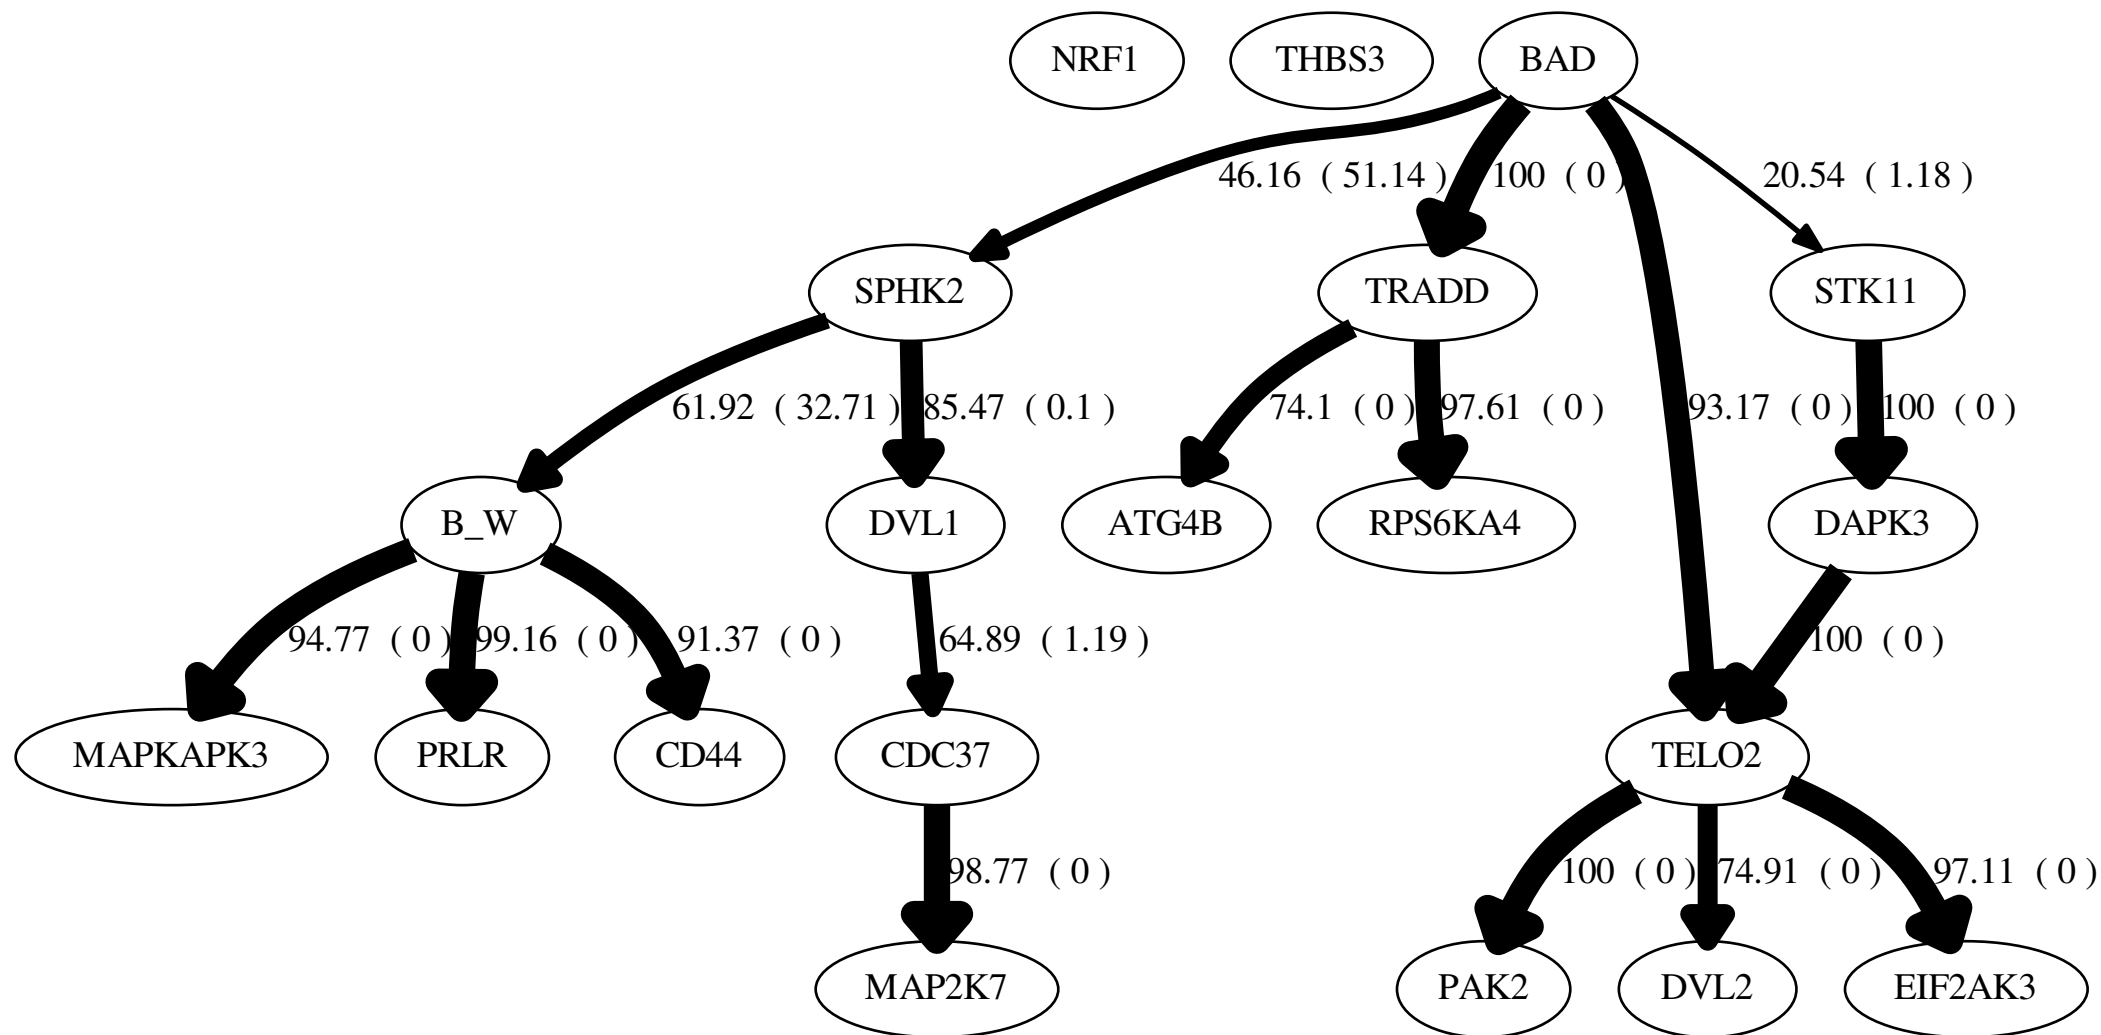 NRF1 THBS3 BAD
46.16 ( 51.14 ) 100 ( 0 ) 20.54 ( 1.18 )
SPHK2 TRADD STK11
61.92 ( 32.71 ) 85.47 ( 0.1 ) 74.1 ( 0 ) 97.61 ( 0 ) 93.17 ( 0 ) 100 ( 0 )
B_W DVL1 ATG4B RPS6KA4 DAPK3
94.77 ( 0 ) 99.16 ( 0 ) 91.37 ( 0 ) 64.89 ( 1.19 ) 100 ( 0 )
MAPKAPK3 PRLR CD44 CDC37 TELO2
98.77 ( 0 ) 100 ( 0 ) 74.91 ( 0 ) 97.11 ( 0 )
MAP2K7 PAK2 DVL2 EIF2AK3